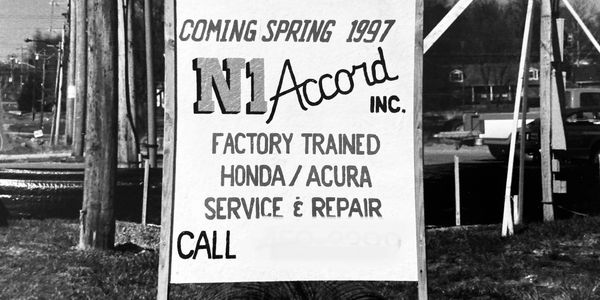 COMING SPRING 1997
N1 Accord
INC.
FACTORY TRAINED
HONDA/ACURA
SERVICE & REPAIR
CALL